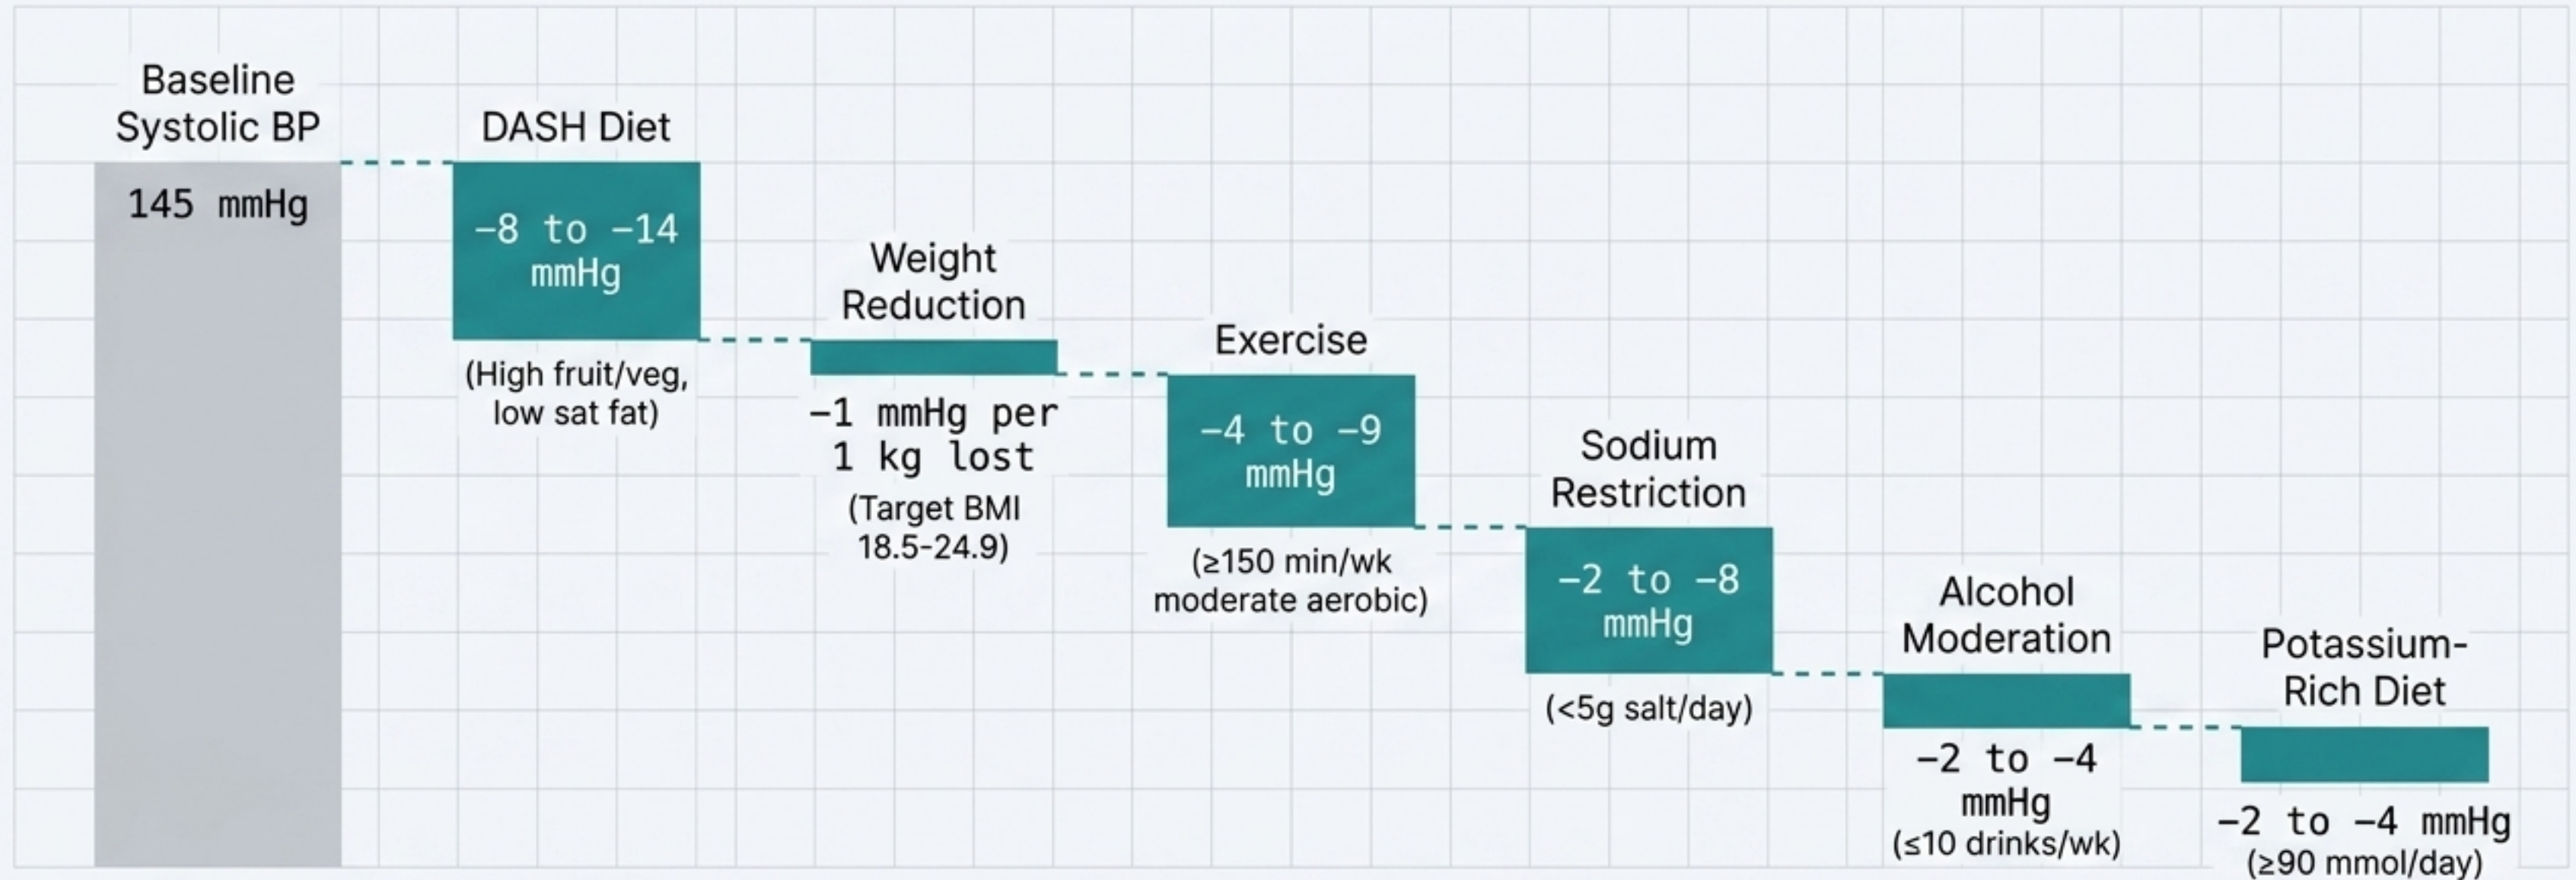 Baseline
Systolic BP
145 mmHg
DASH Diet
−8 to −14
mmHg
(High fruit/veg,
low sat fat)
Weight
Reduction
−1 mmHg per
1 kg lost
(Target BMI
18.5-24.9)
Exercise
−4 to −9
mmHg
(≥150 min/wk
moderate aerobic)
Sodium
Restriction
−2 to −8
mmHg
(<5g salt/day)
Alcohol
Moderation
−2 to −4
mmHg
(≤10 drinks/wk)
Potassium-
Rich Diet
−2 to −4 mmHg
(≥90 mmol/day)